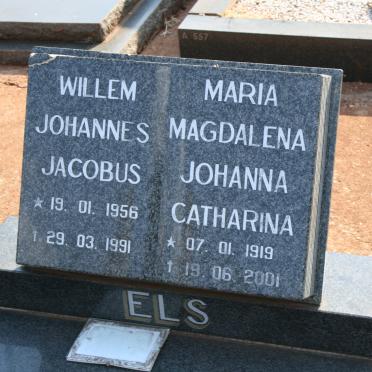 A 557
WILLEM
JOHANNES
JACOBUS
* 19. 01. 1956
† 29. 03. 1991
MARIA
MAGDALENA
JOHANNA
CATHARINA
* 07. 01. 1919
† 19. 06. 2001
ELS